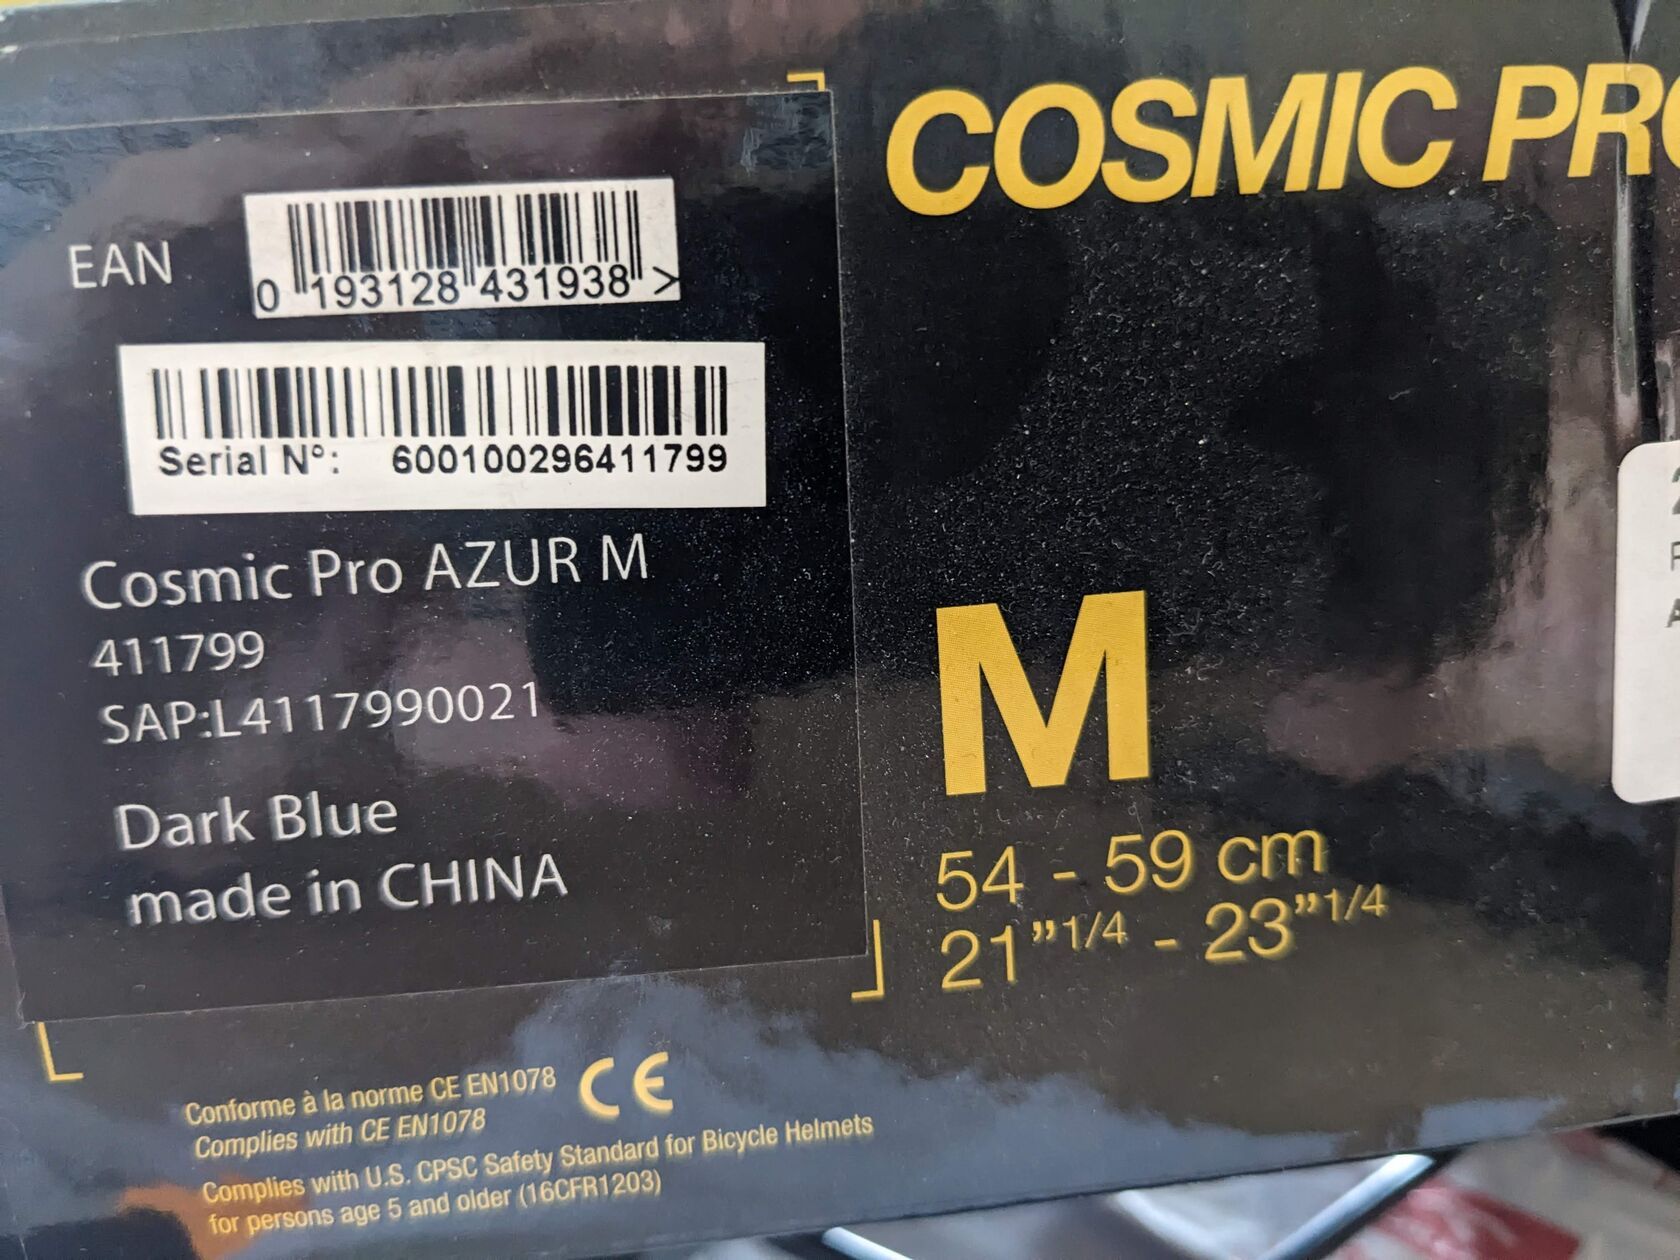 COSMIC PRO
EAN
0 193128 431938 >
Serial N°: 600100296411799
Cosmic Pro AZUR M
411799
SAP:L4117990021
Dark Blue
made in CHINA
M
54 - 59 cm
21”1/4 - 23”1/4
Conforme à la norme CE EN1078
Complies with CE EN1078
CE
Complies with U.S. CPSC Safety Standard for Bicycle Helmets
for persons age 5 and older (16CFR1203)